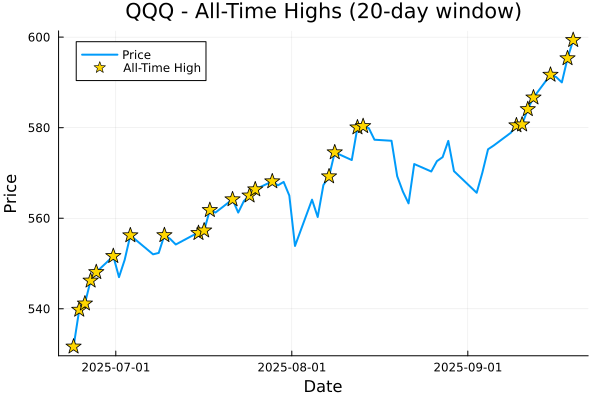 QQQ - All-Time Highs (20-day window)
Price
All-Time High
600
580
560
540
Price
2025-07-01
2025-08-01
2025-09-01
Date